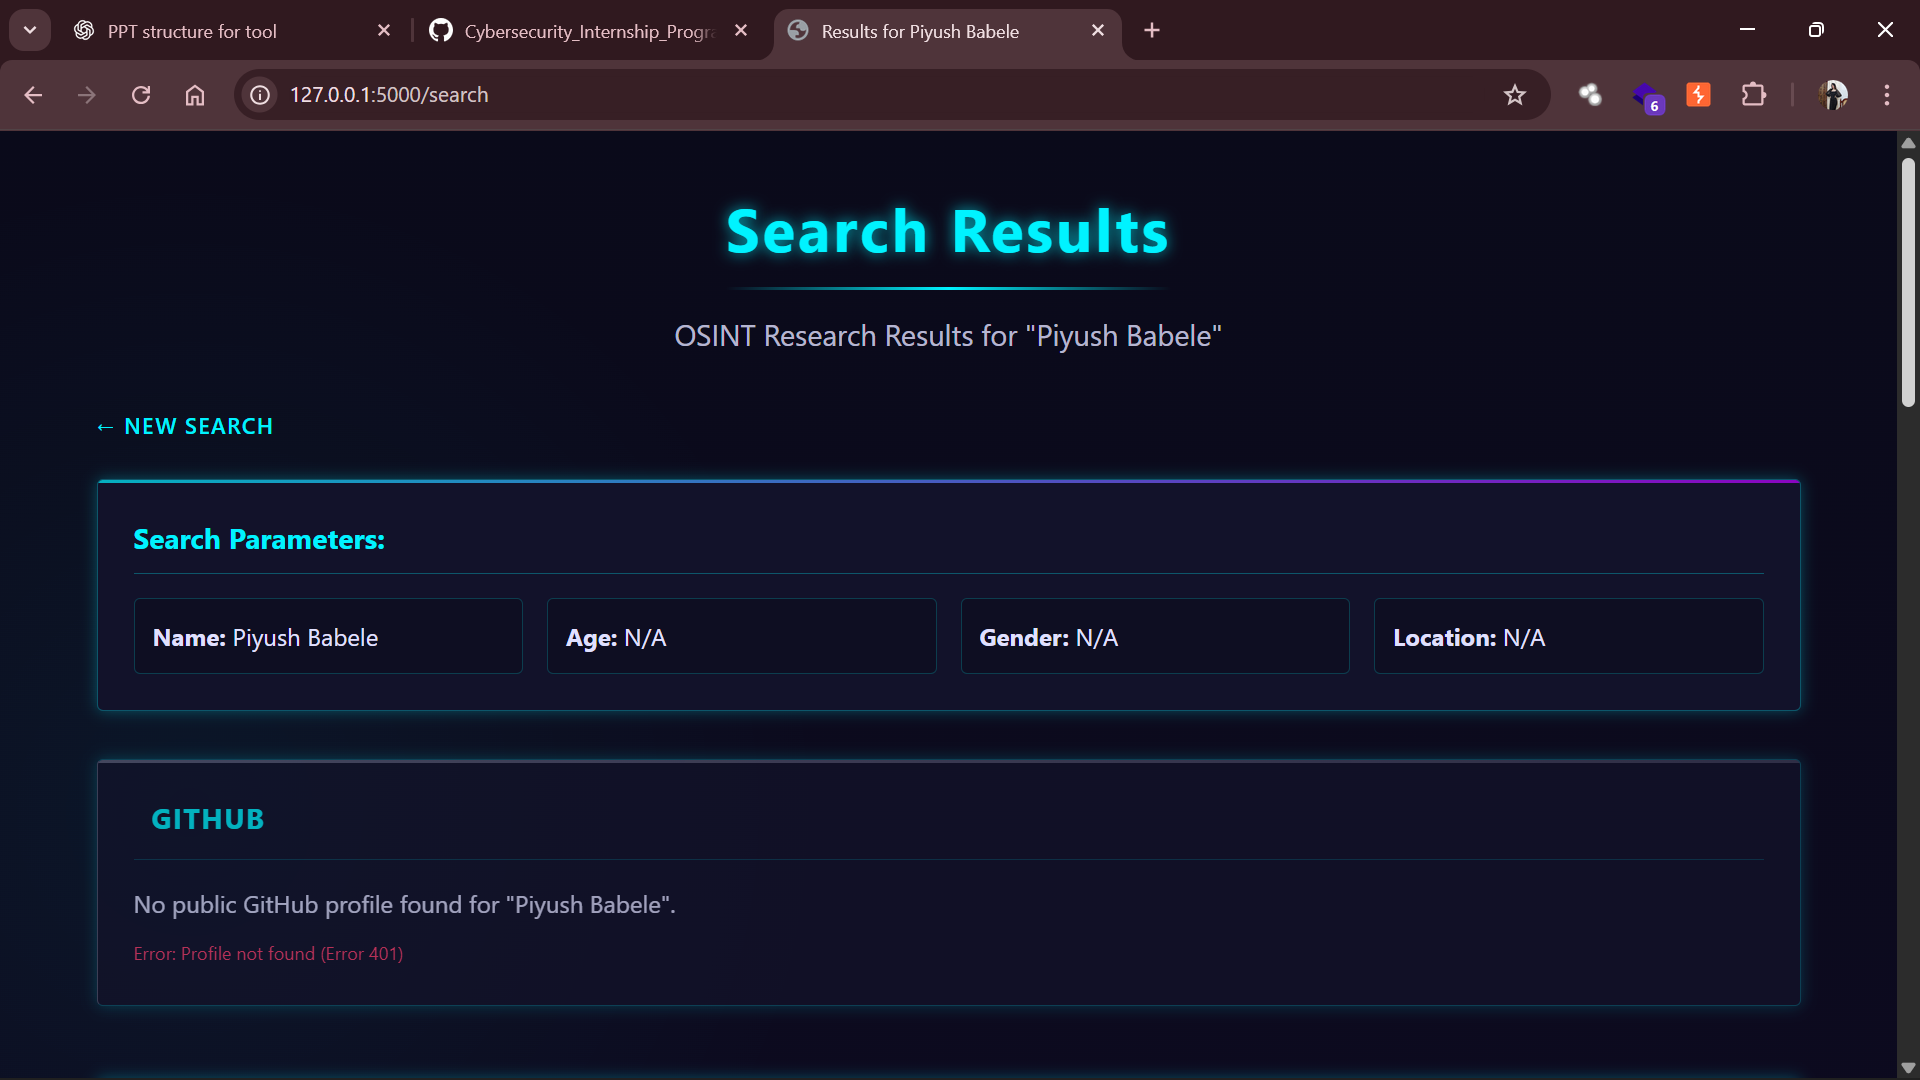 PPT structure for tool
Cybersecurity_Internship_Progra
Results for Piyush Babele
127.0.0.1:5000/search
6
Search Results
OSINT Research Results for "Piyush Babele"
← NEW SEARCH
Search Parameters:
Name: Piyush Babele
Age: N/A
Gender: N/A
Location: N/A
GITHUB
No public GitHub profile found for "Piyush Babele".
Error: Profile not found (Error 401)